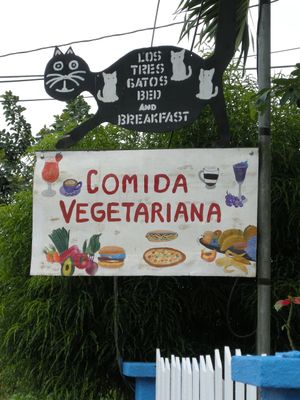 LOS
TRES
GATOS
BED
AND
BREAKFAST
COMIDA
VEGETARIANA